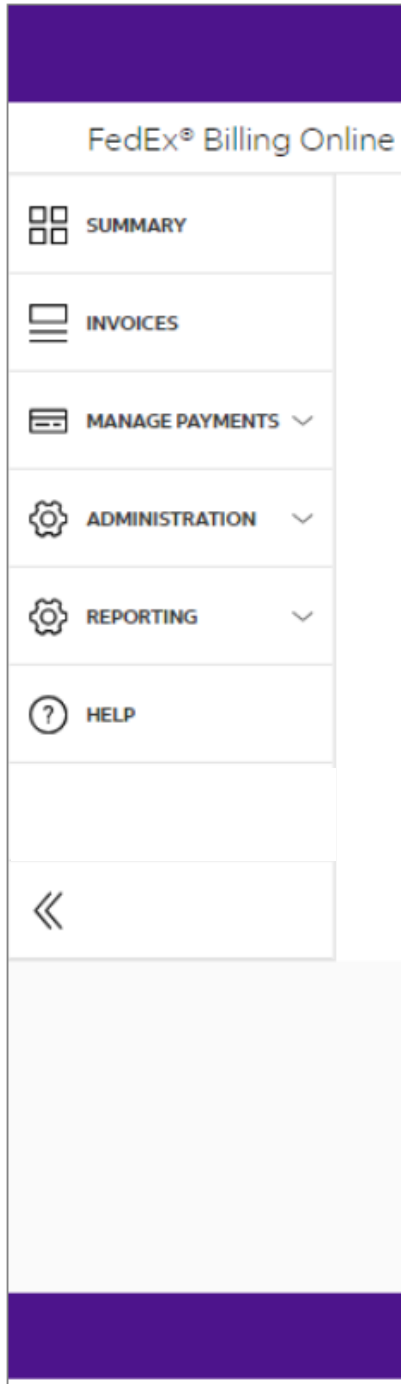 FedEx® Billing Online
SUMMARY
INVOICES
MANAGE PAYMENTS
ADMINISTRATION
REPORTING
HELP